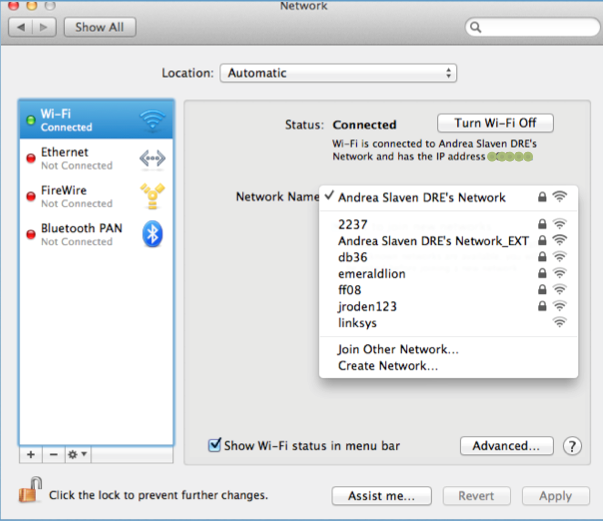 Network
Show All
Location: Automatic
Wi-Fi
Connected
Ethernet
Not Connected
FireWire
Not Connected
Bluetooth PAN
Not Connected
Status: Connected
Turn Wi-Fi Off
Wi-Fi is connected to Andrea Slaven DRE's
Network and has the IP address
Network Name
✓ Andrea Slaven DRE's Network
2237
Andrea Slaven DRE's Network_EXT
db36
emeraldlion
ff08
jroden123
linksys
Join Other Network...
Create Network...
Show Wi-Fi status in menu bar
Advanced...
?
+ −
Click the lock to prevent further changes.
Assist me...
Revert
Apply